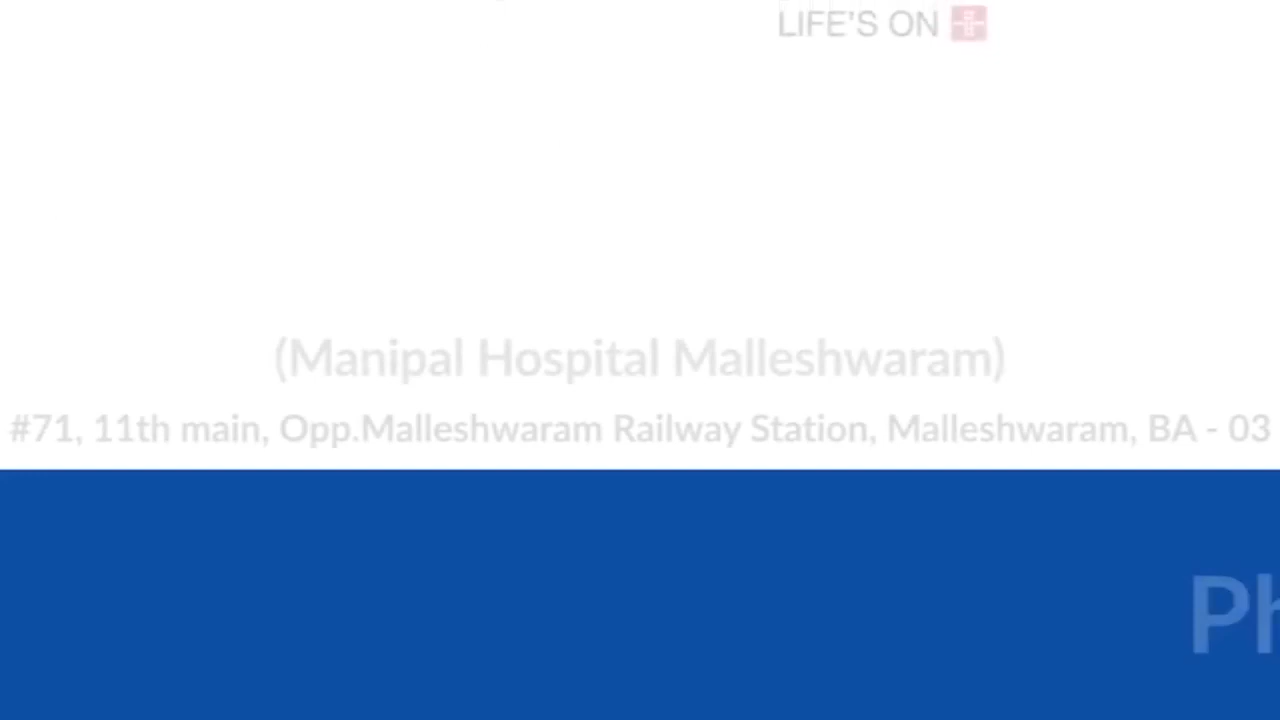 LIFE'S ON
(Manipal Hospital Malleshwaram)
#71, 11th main, Opp.Malleshwaram Railway Station, Malleshwaram, BA - 03